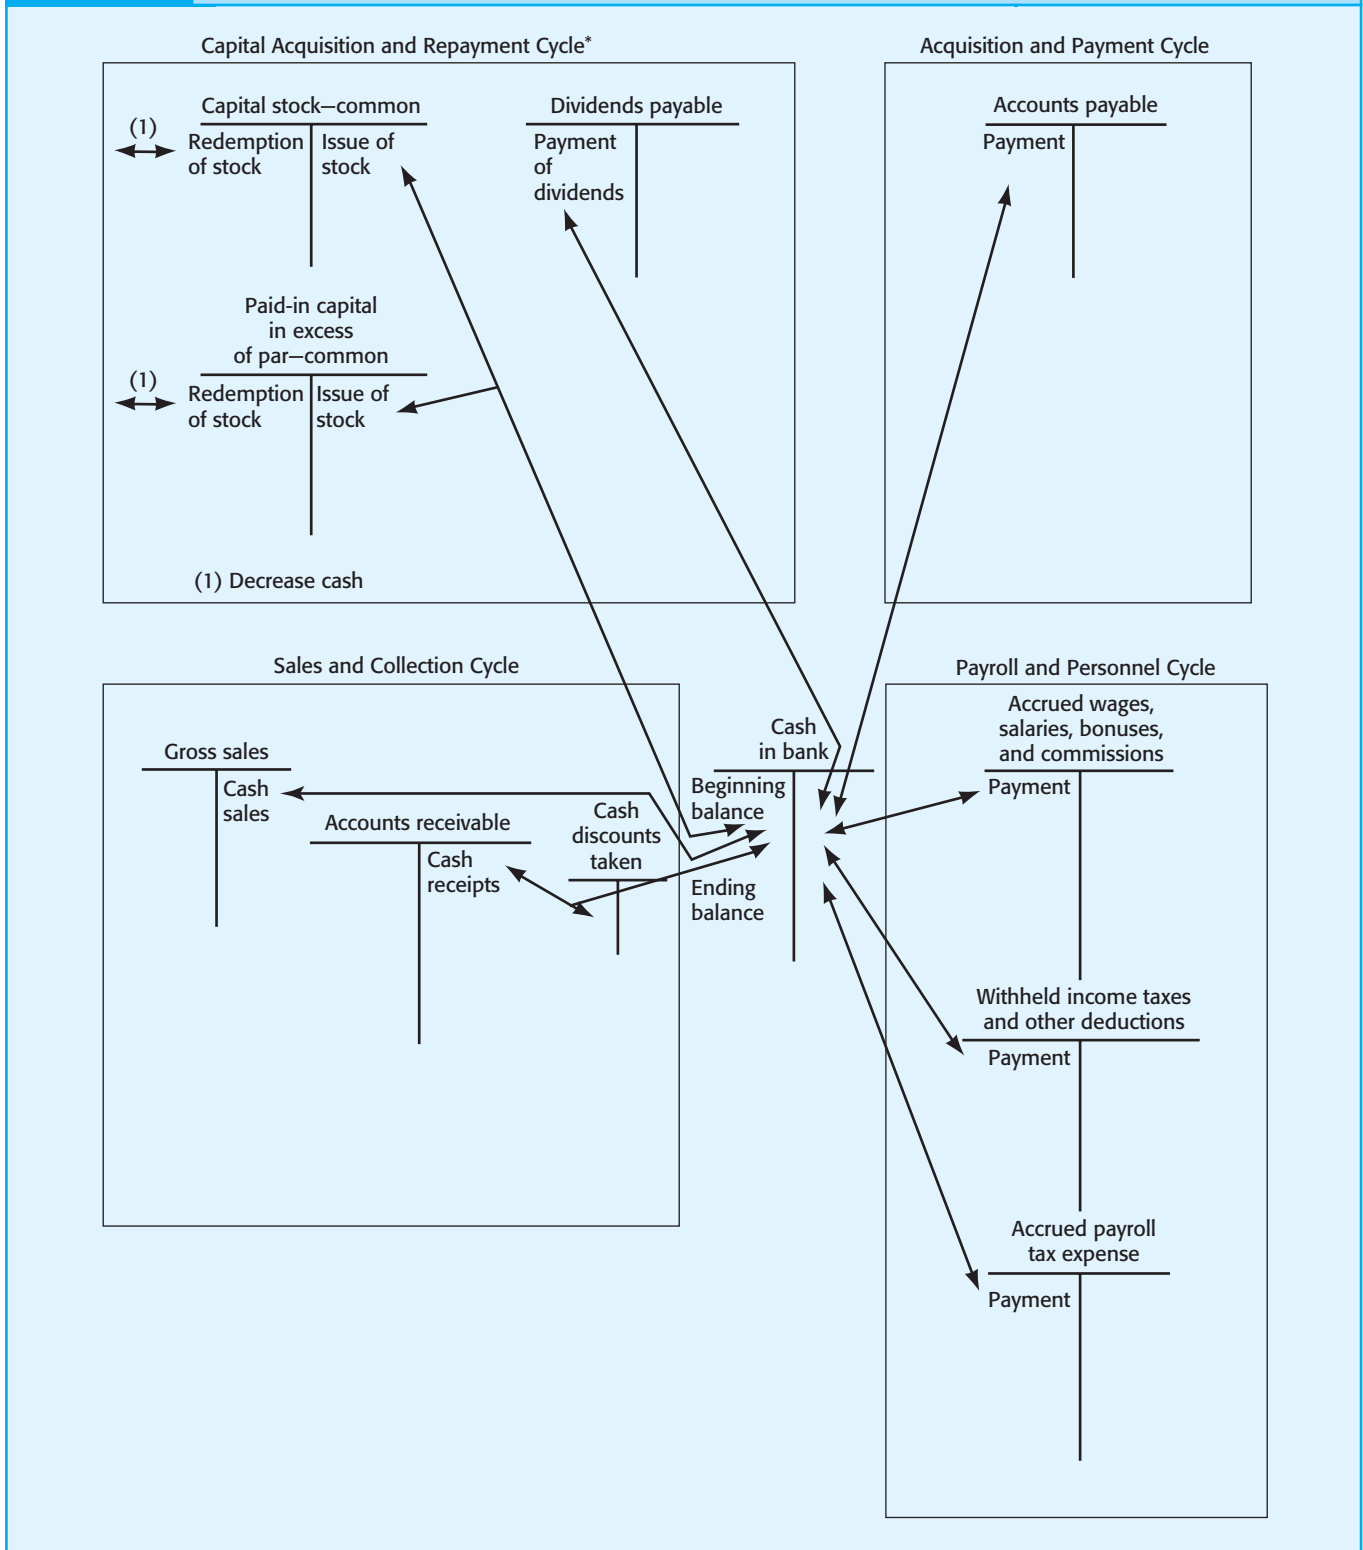 Capital Acquisition and Repayment Cycle*
Capital stock—common
(1)
Redemption
of stock
Issue of
stock
Dividends payable
Payment
of
dividends
Paid-in capital
in excess
of par—common
(1)
Redemption
of stock
Issue of
stock
(1) Decrease cash
Acquisition and Payment Cycle
Accounts payable
Payment
Sales and Collection Cycle
Gross sales
Cash
sales
Accounts receivable
Cash
receipts
Cash
discounts
taken
Cash
in bank
Beginning
balance
Ending
balance
Payroll and Personnel Cycle
Accrued wages,
salaries, bonuses,
and commissions
Payment
Withheld income taxes
and other deductions
Payment
Accrued payroll
tax expense
Payment